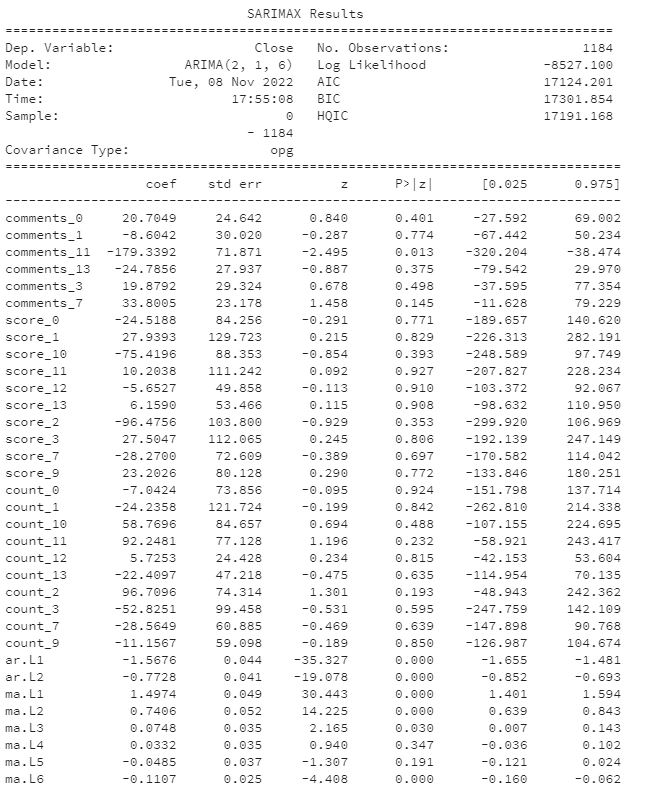 SARIMAX Results
==============================================================================
Dep. Variable: Close No. Observations: 1184
Model: ARIMA(2, 1, 6) Log Likelihood -8527.100
Date: Tue, 08 Nov 2022 AIC 17124.201
Time: 17:55:08 BIC 17301.854
Sample: 0 HQIC 17191.168
- 1184
Covariance Type: opg
===============================================================================
coef std err z P>|z| [0.025 0.975]
-------------------------------------------------------------------------------
comments_0 20.7049 24.642 0.840 0.401 -27.592 69.002
comments_1 -8.6042 30.020 -0.287 0.774 -67.442 50.234
comments_11 -179.3392 71.871 -2.495 0.013 -320.204 -38.474
comments_13 -24.7856 27.937 -0.887 0.375 -79.542 29.970
comments_3 19.8792 29.324 0.678 0.498 -37.595 77.354
comments_7 33.8005 23.178 1.458 0.145 -11.628 79.229
score_0 -24.5188 84.256 -0.291 0.771 -189.657 140.620
score_1 27.9393 129.723 0.215 0.829 -226.313 282.191
score_10 -75.4196 88.353 -0.854 0.393 -248.589 97.749
score_11 10.2038 111.242 0.092 0.927 -207.827 228.234
score_12 -5.6527 49.858 -0.113 0.910 -103.372 92.067
score_13 6.1590 53.466 0.115 0.908 -98.632 110.950
score_2 -96.4756 103.800 -0.929 0.353 -299.920 106.969
score_3 27.5047 112.065 0.245 0.806 -192.139 247.149
score_7 -28.2700 72.609 -0.389 0.697 -170.582 114.042
score_9 23.2026 80.128 0.290 0.772 -133.846 180.251
count_0 -7.0424 73.856 -0.095 0.924 -151.798 137.714
count_1 -24.2358 121.724 -0.199 0.842 -262.810 214.338
count_10 58.7696 84.657 0.694 0.488 -107.155 224.695
count_11 92.2481 77.128 1.196 0.232 -58.921 243.417
count_12 5.7253 24.428 0.234 0.815 -42.153 53.604
count_13 -22.4097 47.218 -0.475 0.635 -114.954 70.135
count_2 96.7096 74.314 1.301 0.193 -48.943 242.362
count_3 -52.8251 99.458 -0.531 0.595 -247.759 142.109
count_7 -28.5649 60.885 -0.469 0.639 -147.898 90.768
count_9 -11.1567 59.098 -0.189 0.850 -126.987 104.674
ar.L1 -1.5676 0.044 -35.327 0.000 -1.655 -1.481
ar.L2 -0.7728 0.041 -19.078 0.000 -0.852 -0.693
ma.L1 1.4974 0.049 30.443 0.000 1.401 1.594
ma.L2 0.7406 0.052 14.225 0.000 0.639 0.843
ma.L3 0.0748 0.035 2.165 0.030 0.007 0.143
ma.L4 0.0332 0.035 0.940 0.347 -0.036 0.102
ma.L5 -0.0485 0.037 -1.307 0.191 -0.121 0.024
ma.L6 -0.1107 0.025 -4.408 0.000 -0.160 -0.062